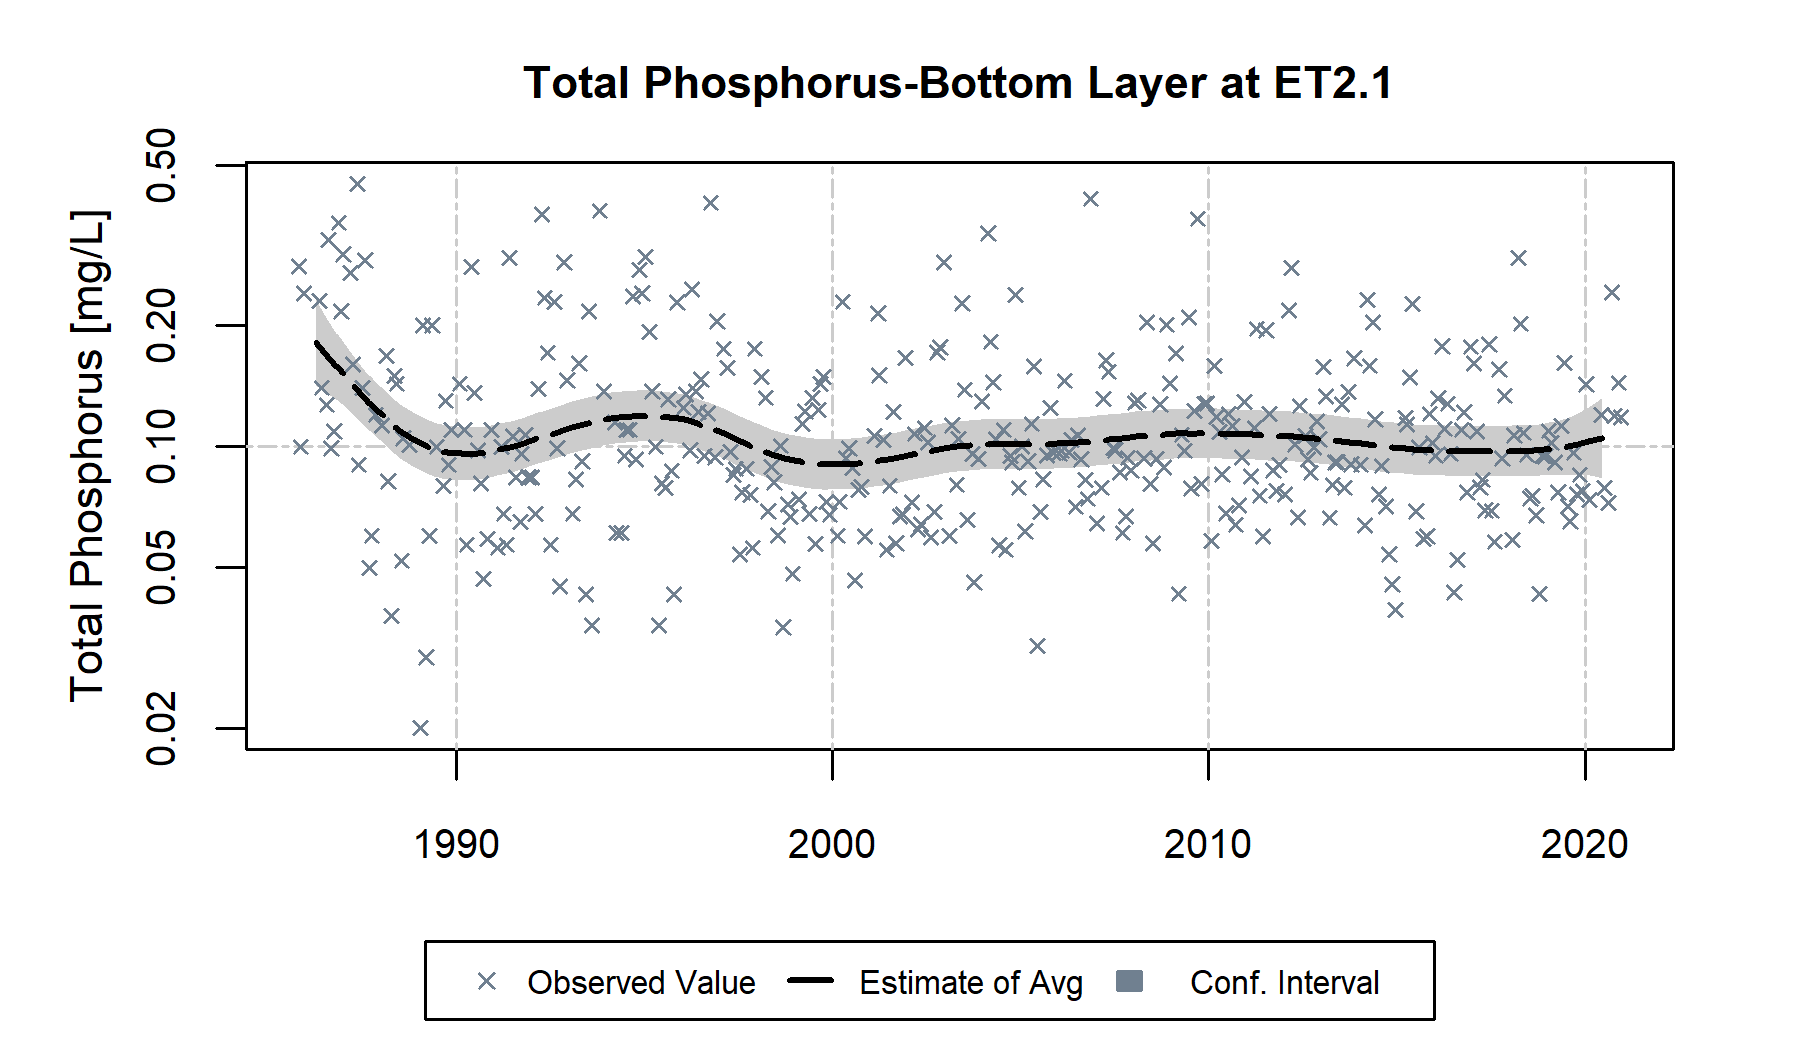 Total Phosphorus-Bottom Layer at ET2.1
Total Phosphorus [mg/L]
0.50
0.20
0.10
0.05
0.02
1990 2000 2010 2020
Observed Value Estimate of Avg Conf. Interval